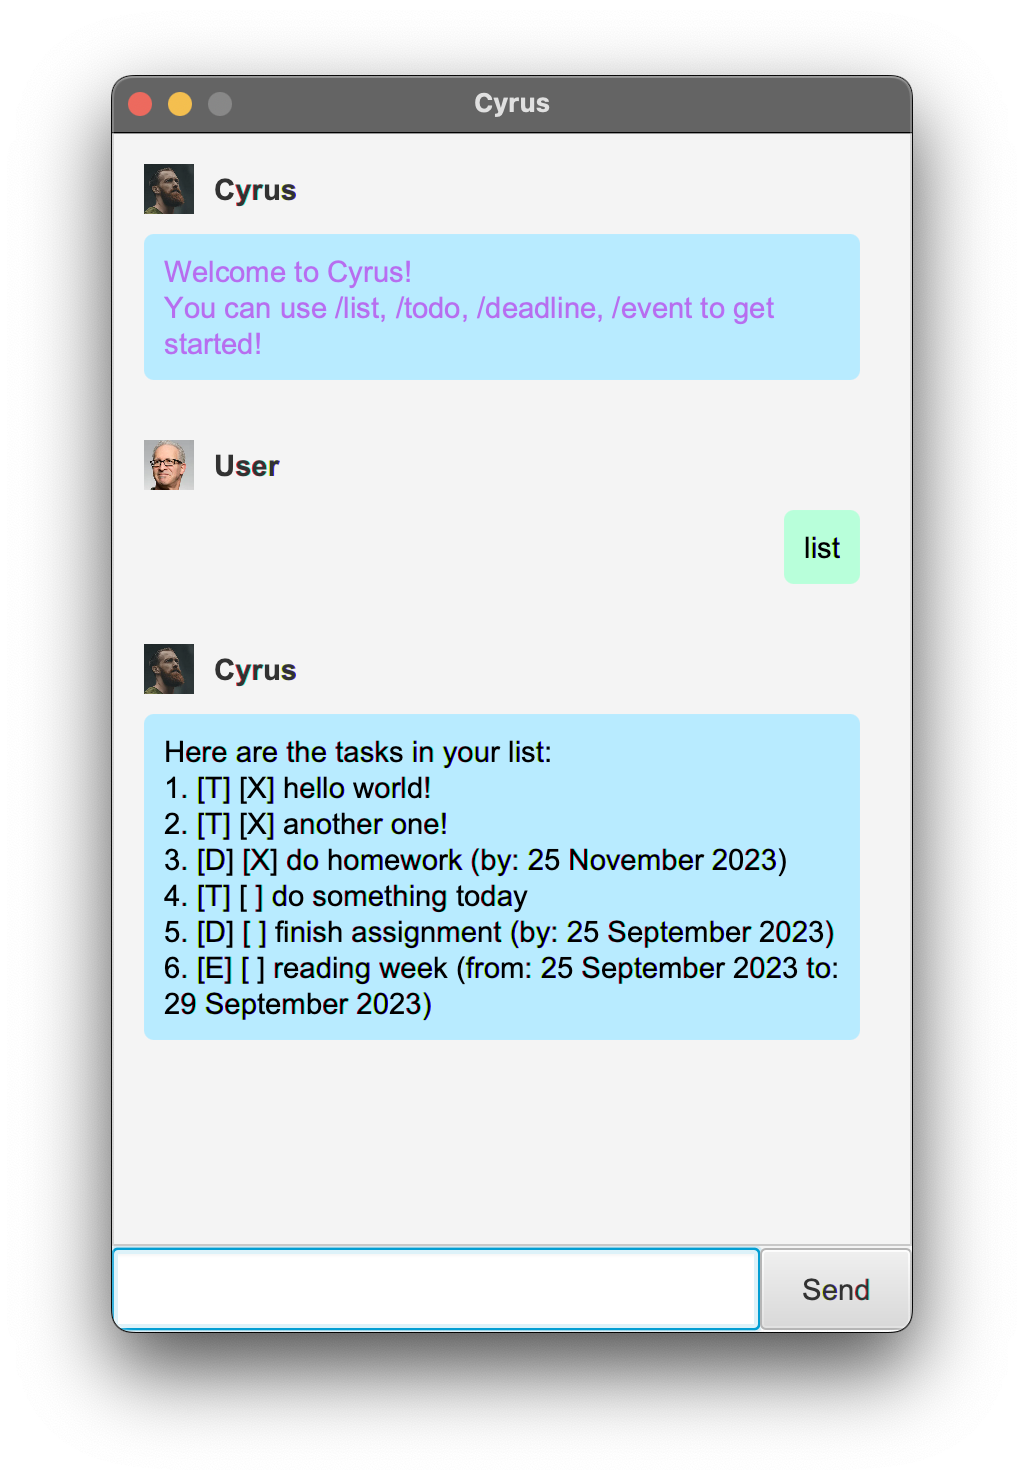 Cyrus
Cyrus
Welcome to Cyrus!
You can use /list, /todo, /deadline, /event to get
started!
User
list
Cyrus
Here are the tasks in your list:
1. [T] [X] hello world!
2. [T] [X] another one!
3. [D] [X] do homework (by: 25 November 2023)
4. [T] [ ] do something today
5. [D] [ ] finish assignment (by: 25 September 2023)
6. [E] [ ] reading week (from: 25 September 2023 to:
29 September 2023)
Send